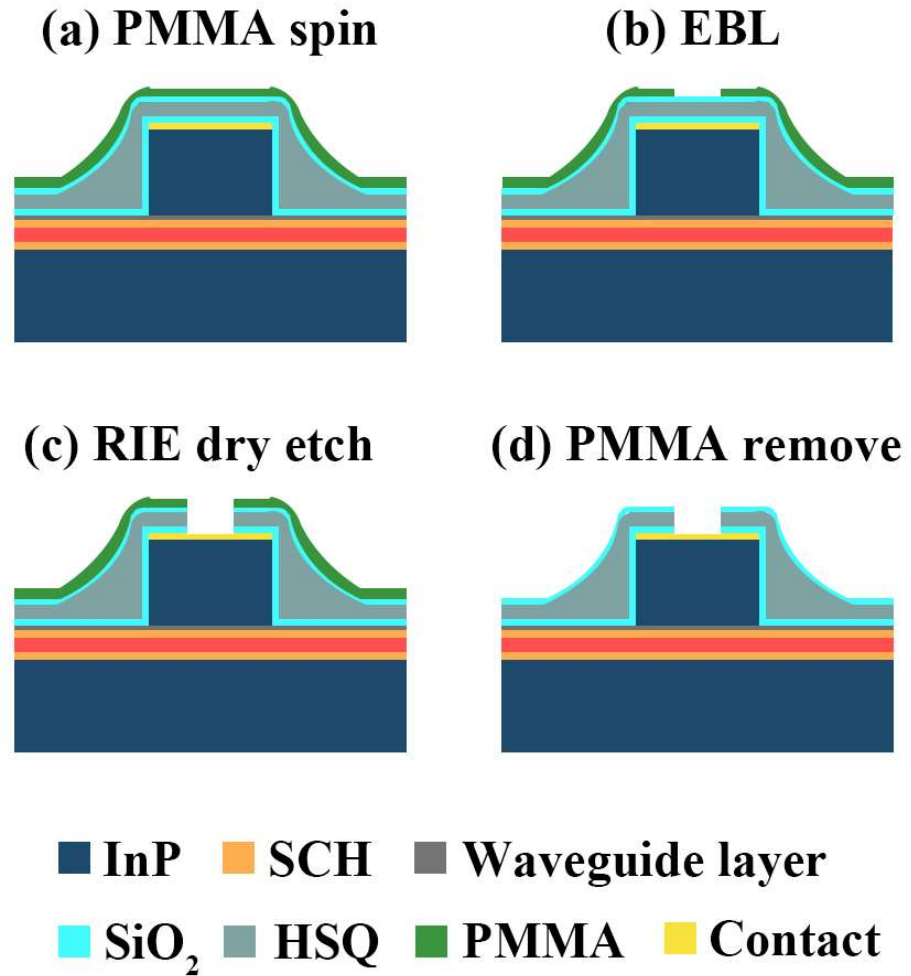 (a) PMMA spin
(b) EBL
(c) RIE dry etch
(d) PMMA remove
InP SCH Waveguide layer
SiO₂ HSQ PMMA Contact